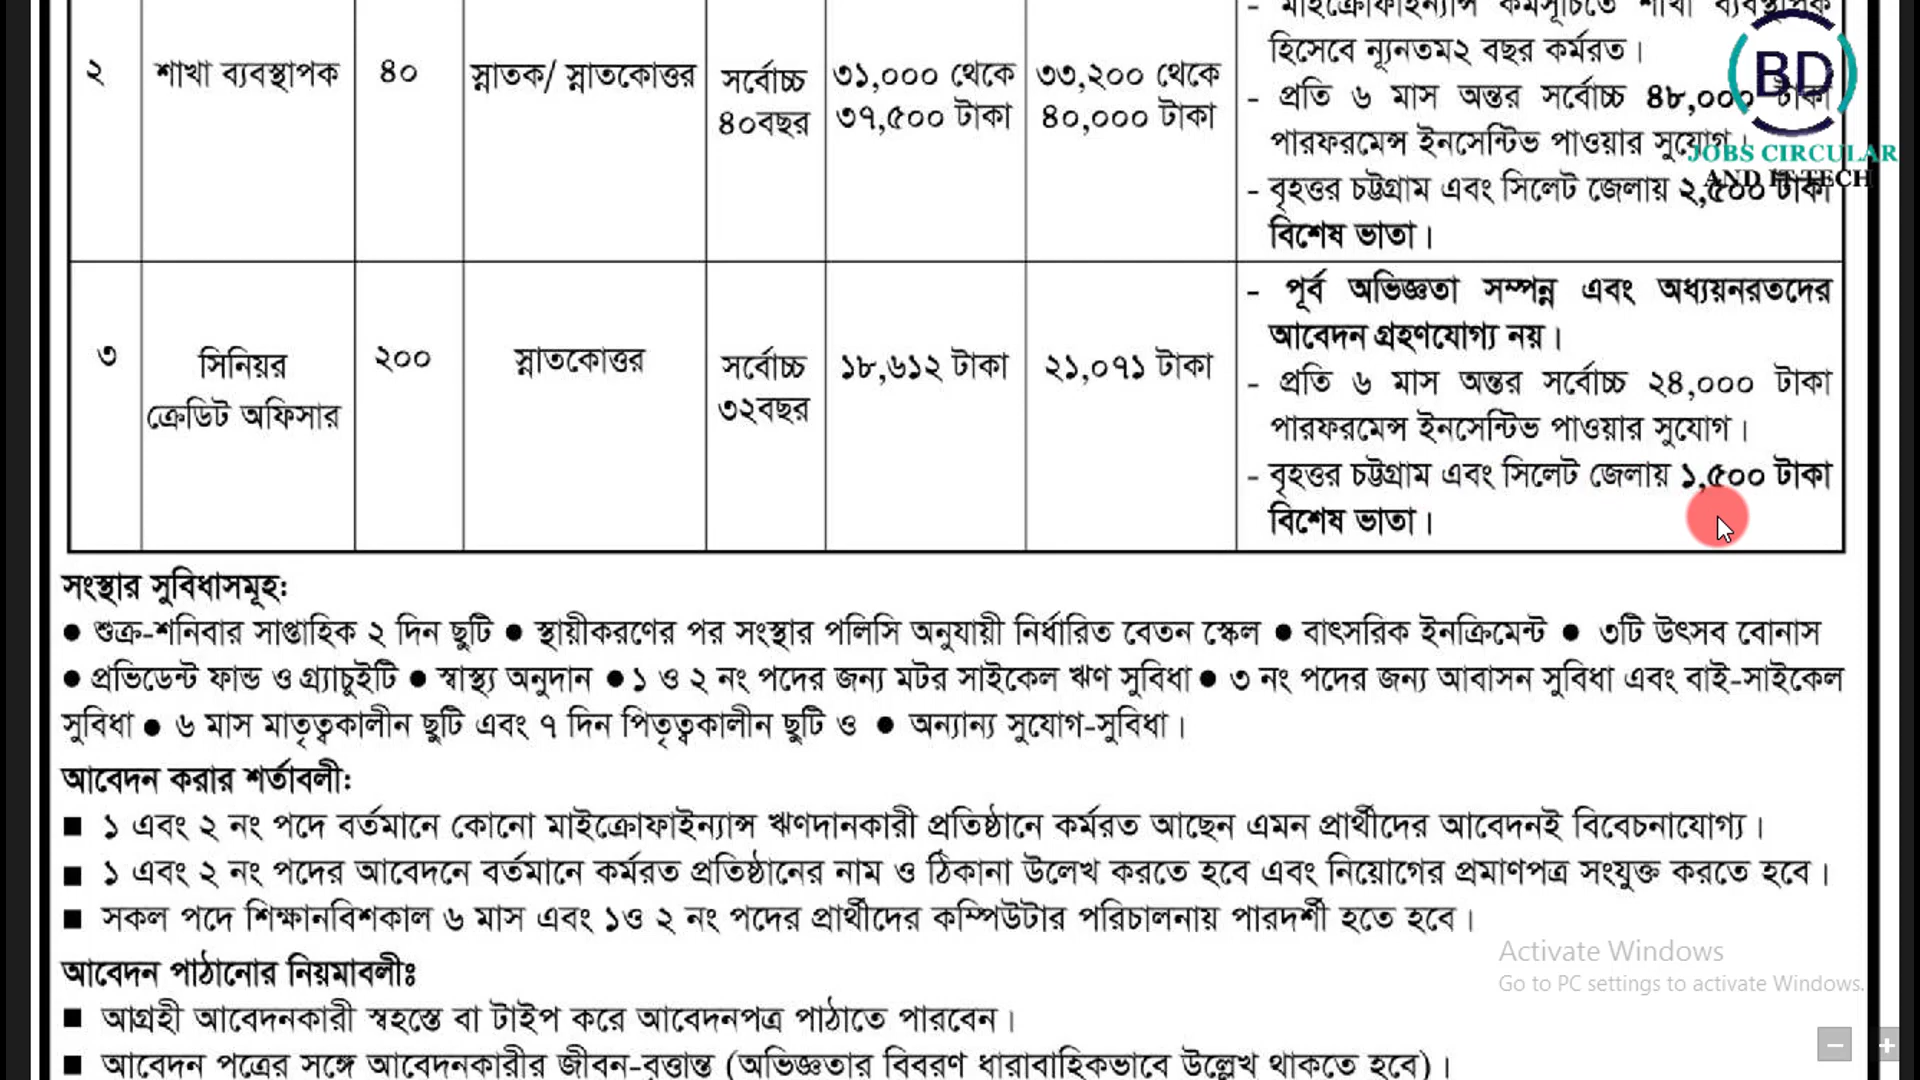 - মাইক্রোফাইন্যান্স কর্মসূচিতে শাখা ব্যবস্থাপক
হিসেবে ন্যূনতম২ বছর কর্মরত।
- প্রতি ৬ মাস অন্তর সর্বোচ্চ ৪৮,০০০ টাকা
পারফরমেন্স ইনসেন্টিভ পাওয়ার সুযোগ।
- বৃহত্তর চট্টগ্রাম এবং সিলেট জেলায় ২,৫০০ টাকা
বিশেষ ভাতা।
২ শাখা ব্যবস্থাপক ৪০ স্নাতক/ স্নাতকোত্তর সর্বোচ্চ ৩১,০০০ থেকে ৩৩,২০০ থেকে
৪০বছর ৩৭,৫০০ টাকা ৪০,০০০ টাকা
BD
JOBS CIRCULAR
AND IT TECH
৩ সিনিয়র ২০০ স্নাতকোত্তর সর্বোচ্চ ১৮,৬১২ টাকা ২১,০৭১ টাকা
ক্রেডিট অফিসার ৩২বছর
- পূর্ব অভিজ্ঞতা সম্পন্ন এবং অধ্যয়নরতদের
আবেদন গ্রহণযোগ্য নয়।
- প্রতি ৬ মাস অন্তর সর্বোচ্চ ২৪,০০০ টাকা
পারফরমেন্স ইনসেন্টিভ পাওয়ার সুযোগ।
- বৃহত্তর চট্টগ্রাম এবং সিলেট জেলায় ১,৫০০ টাকা
বিশেষ ভাতা।
সংস্থার সুবিধাসমূহ:
● শুক্র-শনিবার সাপ্তাহিক ২ দিন ছুটি ● স্থায়ীকরণের পর সংস্থার পলিসি অনুযায়ী নির্ধারিত বেতন স্কেল ● বাৎসরিক ইনক্রিমেন্ট ● ৩টি উৎসব বোনাস
● প্রভিডেন্ট ফান্ড ও গ্র্যাচুইটি ● স্বাস্থ্য অনুদান ● ১ ও ২ নং পদের জন্য মটর সাইকেল ঋণ সুবিধা ● ৩ নং পদের জন্য আবাসন সুবিধা এবং বাই-সাইকেল
সুবিধা ● ৬ মাস মাতৃত্বকালীন ছুটি এবং ৭ দিন পিতৃত্বকালীন ছুটি ও ● অন্যান্য সুযোগ-সুবিধা।
আবেদন করার শর্তাবলী:
■ ১ এবং ২ নং পদে বর্তমানে কোনো মাইক্রোফাইন্যান্স ঋণদানকারী প্রতিষ্ঠানে কর্মরত আছেন এমন প্রার্থীদের আবেদনই বিবেচনাযোগ্য।
■ ১ এবং ২ নং পদের আবেদনে বর্তমানে কর্মরত প্রতিষ্ঠানের নাম ও ঠিকানা উলেখ করতে হবে এবং নিয়োগের প্রমাণপত্র সংযুক্ত করতে হবে।
■ সকল পদে শিক্ষানবিশকাল ৬ মাস এবং ১ও ২ নং পদের প্রার্থীদের কম্পিউটার পরিচালনায় পারদর্শী হতে হবে।
আবেদন পাঠানোর নিয়মাবলীঃ
■ আগ্রহী আবেদনকারী স্বহস্তে বা টাইপ করে আবেদনপত্র পাঠাতে পারবেন।
■ আবেদন পত্রের সঙ্গে আবেদনকারীর জীবন-বৃত্তান্ত (অভিজ্ঞতার বিবরণ ধারাবাহিকভাবে উল্লেখ থাকতে হবে)।
Activate Windows
Go to PC settings to activate Windows.